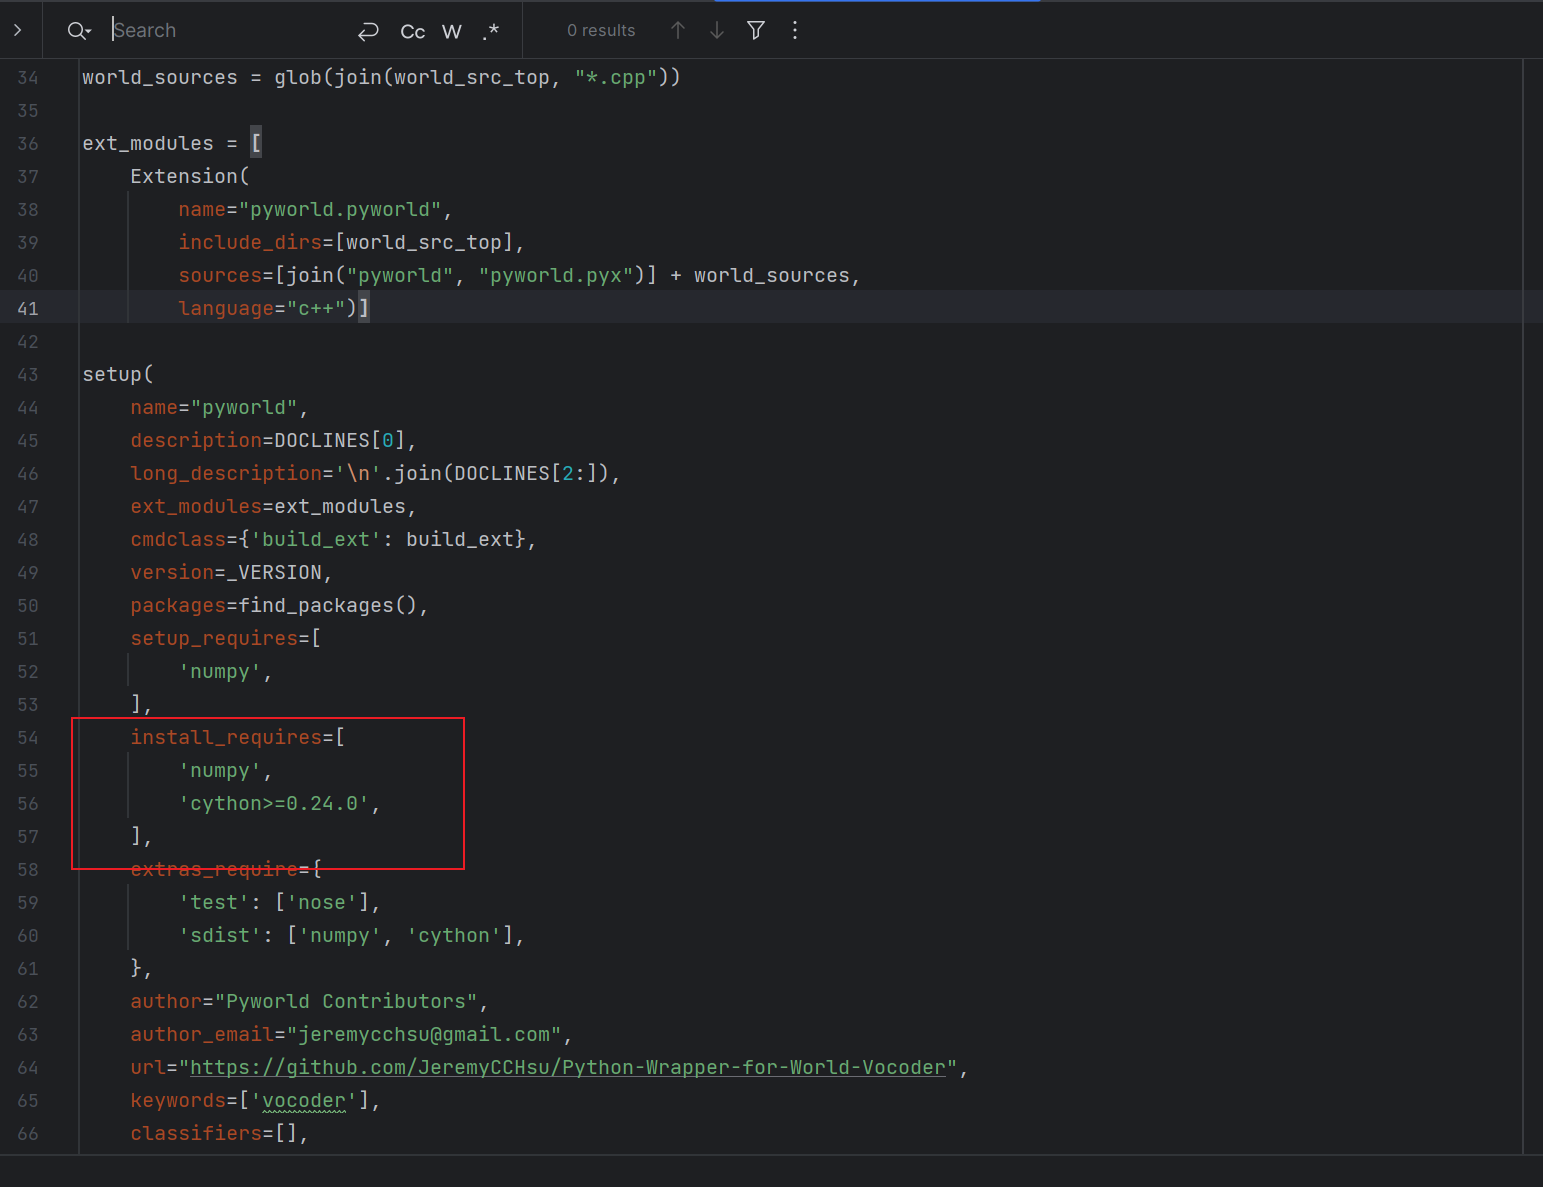 Search Cc W .* 0 results
34 world_sources = glob(join(world_src_top, "*.cpp"))
35
36 ext_modules = [
37     Extension(
38         name="pyworld.pyworld",
39         include_dirs=[world_src_top],
40         sources=[join("pyworld", "pyworld.pyx")] + world_sources,
41         language="c++")]
42
43 setup(
44     name="pyworld",
45     description=DOCLINES[0],
46     long_description='\n'.join(DOCLINES[2:]),
47     ext_modules=ext_modules,
48     cmdclass={'build_ext': build_ext},
49     version=_VERSION,
50     packages=find_packages(),
51     setup_requires=[
52         'numpy',
53     ],
54     install_requires=[
55         'numpy',
56         'cython>=0.24.0',
57     ],
58     extras_require={
59         'test': ['nose'],
60         'sdist': ['numpy', 'cython'],
61     },
62     author="Pyworld Contributors",
63     author_email="jeremycchsu@gmail.com",
64     url="https://github.com/JeremyCCHsu/Python-Wrapper-for-World-Vocoder",
65     keywords=['vocoder'],
66     classifiers=[],